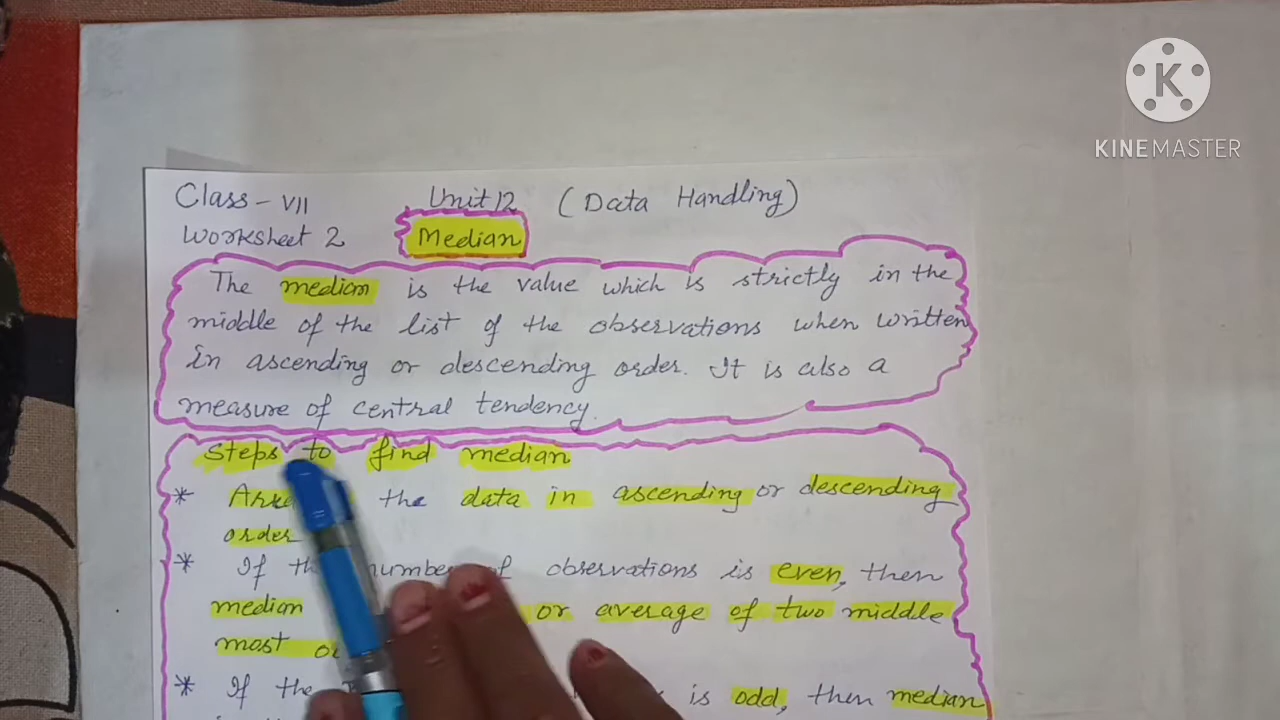 KINEMASTER
Class - VII Unit 12 (Data Handling)
Worksheet 2 Median
The median is the value which is strictly in the
middle of the list of the observations when written
in ascending or descending order. It is also a
measure of central tendency.
Steps to find median
* the data in ascending or descending
order
* If the number of observations is even, then
median or average of two middle
most
* If the is odd, then median